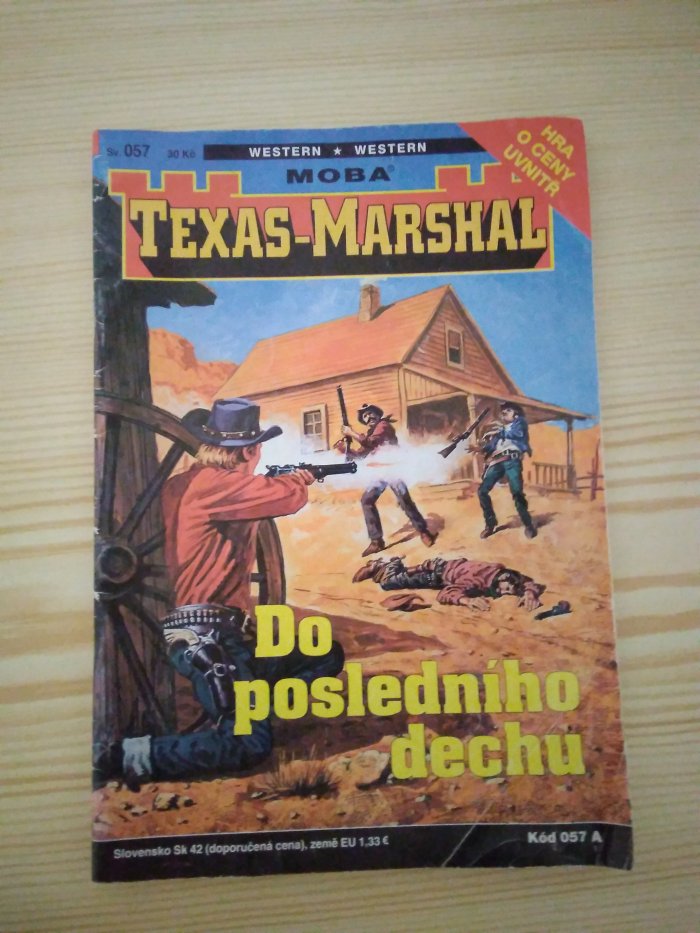 Sv. 057 30 Kč WESTERN ★ WESTERN
HRA
O CENY
UVNITŘ
MOBA®
TEXAS-MARSHAL
Do
posledního
dechu
Slovensko Sk 42 (doporučená cena), země EU 1,33 €
Kód 057 A